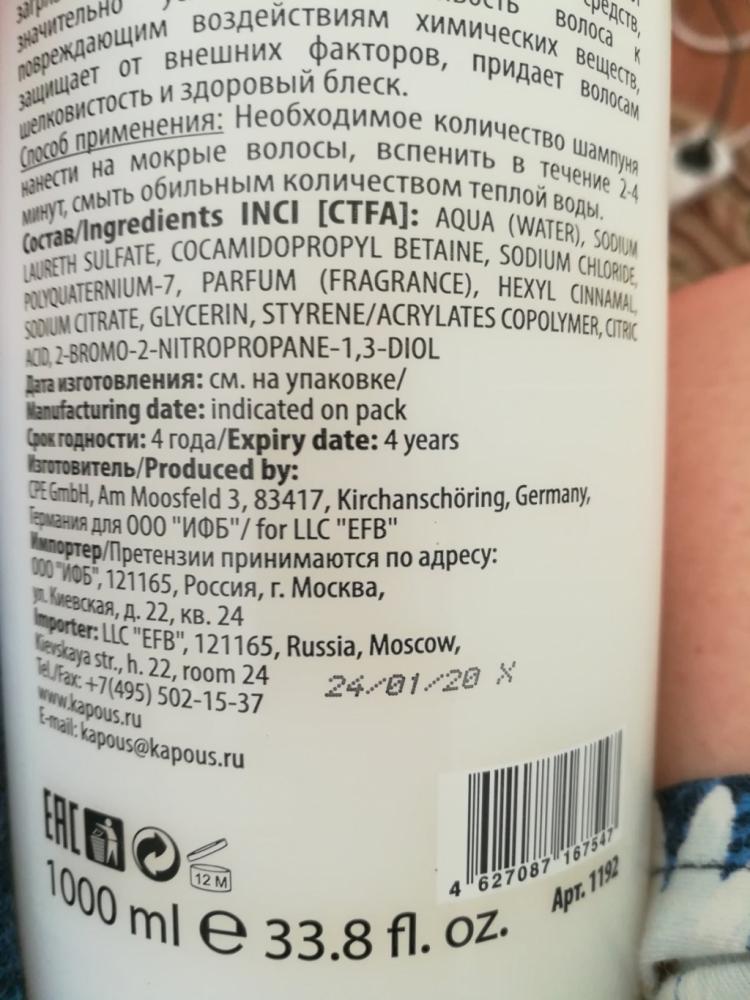 значительно
волоса к
повреждающим воздействиям химических веществ,
защищает от внешних факторов, придает волосам
шелковистость и здоровый блеск.
Способ применения: Необходимое количество шампуня
нанести на мокрые волосы, вспенить в течение 2-4
минут, смыть обильным количеством теплой воды.
Состав/Ingredients INCI [CTFA]: AQUA (WATER), SODIUM
LAURETH SULFATE, COCAMIDOPROPYL BETAINE, SODIUM CHLORIDE,
POLYQUATERNIUM-7, PARFUM (FRAGRANCE), HEXYL CINNAMAL,
SODIUM CITRATE, GLYCERIN, STYRENE/ACRYLATES COPOLYMER, CITRIC
ACID, 2-BROMO-2-NITROPROPANE-1,3-DIOL
Дата изготовления: см. на упаковке/
Manufacturing date: indicated on pack
Срок годности: 4 года/Expiry date: 4 years
Изготовитель/Produced by:
CPE GmbH, Am Moosfeld 3, 83417, Kirchanschöring, Germany,
Германия для ООО "ИФБ"/ for LLC "EFB"
Импортер/Претензии принимаются по адресу:
ООО "ИФБ", 121165, Россия, г. Москва,
ул. Киевская, д. 22, кв. 24
Importer: LLC "EFB", 121165, Russia, Moscow,
Kievskaya str., h. 22, room 24
Tel./Fax: +7(495) 502-15-37
24/01/20 X
www.kapous.ru
E-mail: kapous@kapous.ru
EAC
12 M
4 627087 167547
Арт. 1192
1000 ml e 33.8 fl. oz.